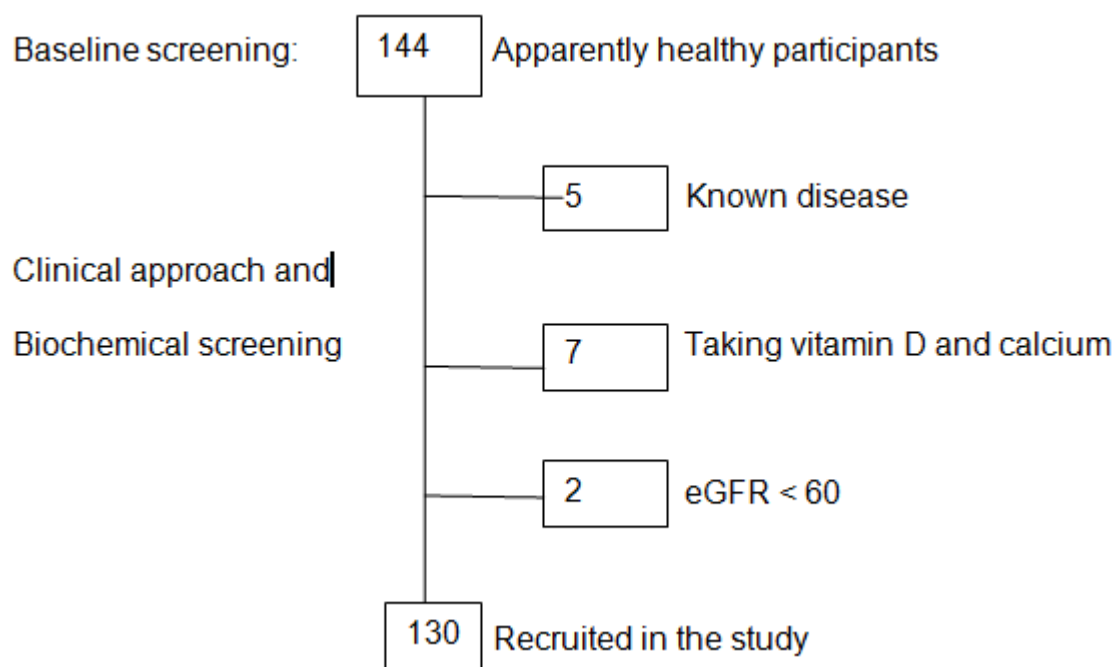 Baseline screening: 144 Apparently healthy participants
5 Known disease
Clinical approach and
Biochemical screening 7 Taking vitamin D and calcium
2 eGFR < 60
130 Recruited in the study